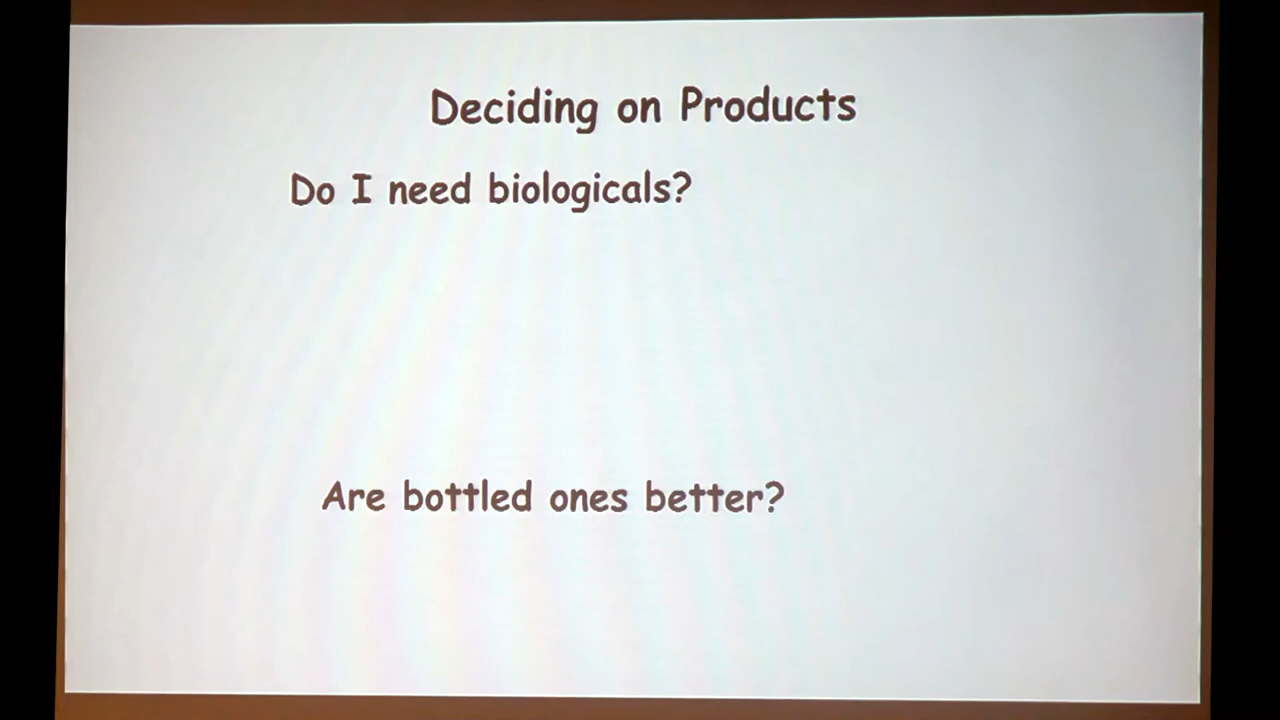 Deciding on Products
Do I need biologicals?
Are bottled ones better?